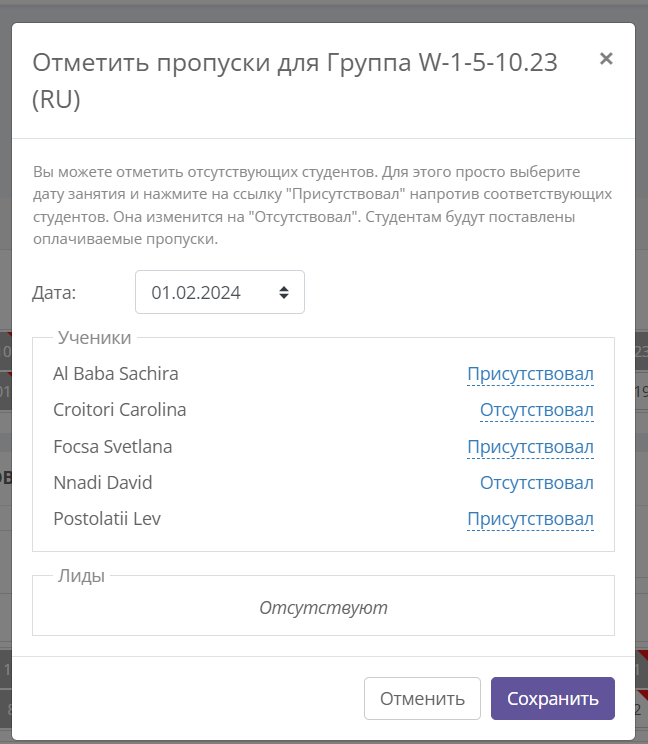 Отметить пропуски для Группа W-1-5-10.23
(RU)
×
Вы можете отметить отсутствующих студентов. Для этого просто выберите
дату занятия и нажмите на ссылку "Присутствовал" напротив соответствующих
студентов. Она изменится на "Отсутствовал". Студентам будут поставлены
оплачиваемые пропуски.
Дата: 01.02.2024
Ученики
Al Baba Sachira Присутствовал
Croitori Carolina Отсутствовал
Focsa Svetlana Присутствовал
Nnadi David Отсутствовал
Postolatii Lev Присутствовал
Лиды
Отсутствуют
Отменить Сохранить